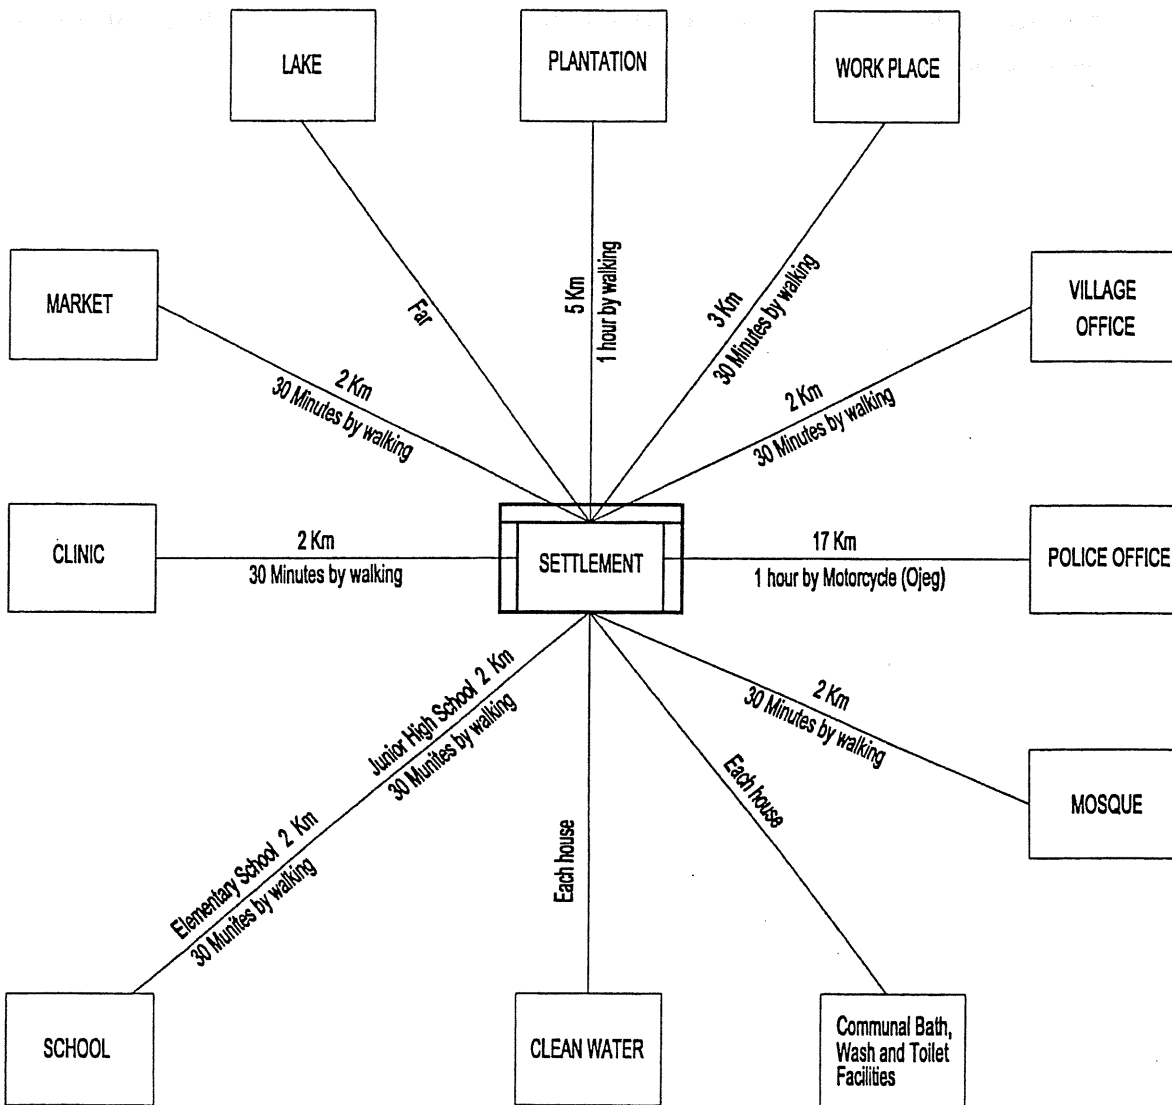 LAKE
PLANTATION
WORK PLACE
MARKET
VILLAGE
OFFICE
Far
5 Km
1 hour by walking
3 Km
30 Minutes by walking
2 Km
30 Minutes by walking
2 Km
30 Minutes by walking
CLINIC
2 Km
30 Minutes by walking
SETTLEMENT
17 Km
1 hour by Motorcycle (Ojeg)
POLICE OFFICE
Junior High School 2 Km
30 Munites by walking
Elementary School 2 Km
30 Munites by walking
Each house
Each house
2 Km
30 Minutes by walking
MOSQUE
SCHOOL
CLEAN WATER
Communal Bath,
Wash and Toilet
Facilities